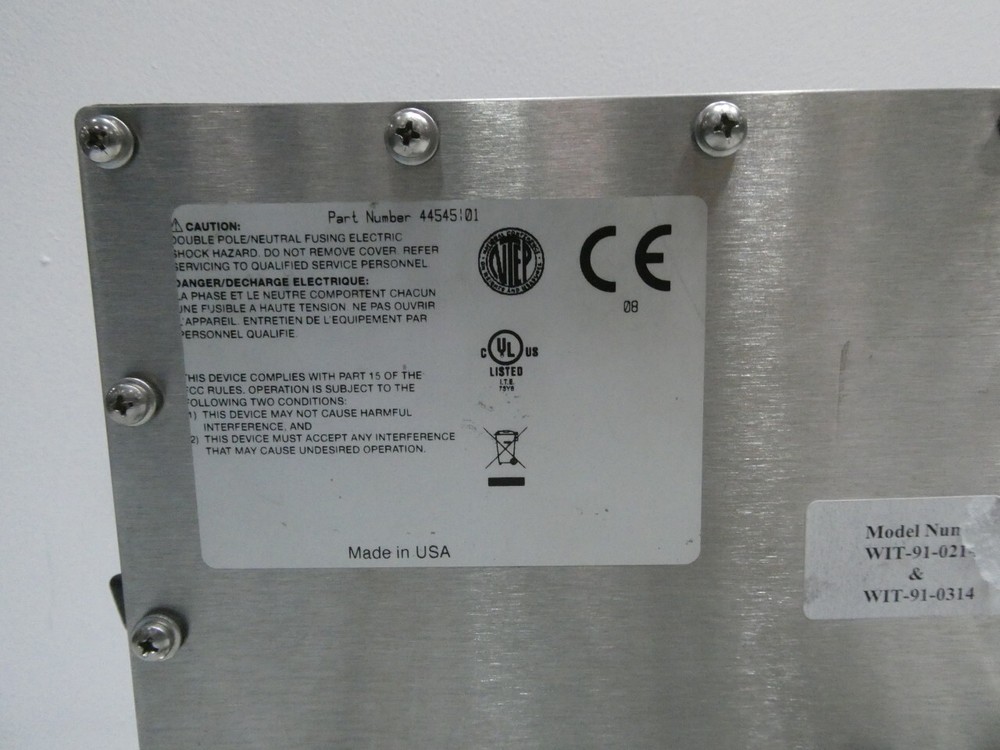 Part Number 44545101
CAUTION:
DOUBLE POLE/NEUTRAL FUSING ELECTRIC
SHOCK HAZARD. DO NOT REMOVE COVER. REFER
SERVICING TO QUALIFIED SERVICE PERSONNEL
DANGER/DECHARGE ELECTRIQUE:
LA PHASE ET LE NEUTRE COMPORTENT CHACUN
UNE FUSIBLE A HAUTE TENSION. NE PAS OUVRIR
L'APPAREIL. ENTRETIEN DE L'EQUIPEMENT PAR
PERSONNEL QUALIFIE.
THIS DEVICE COMPLIES WITH PART 15 OF THE
FCC RULES. OPERATION IS SUBJECT TO THE
FOLLOWING TWO CONDITIONS:
1) THIS DEVICE MAY NOT CAUSE HARMFUL
INTERFERENCE, AND
2) THIS DEVICE MUST ACCEPT ANY INTERFERENCE
THAT MAY CAUSE UNDESIRED OPERATION.
NTEP
CE
08
C UL US
LISTED
I.T.E.
Made in USA
Model Num
WIT-91-021
&
WIT-91-0314